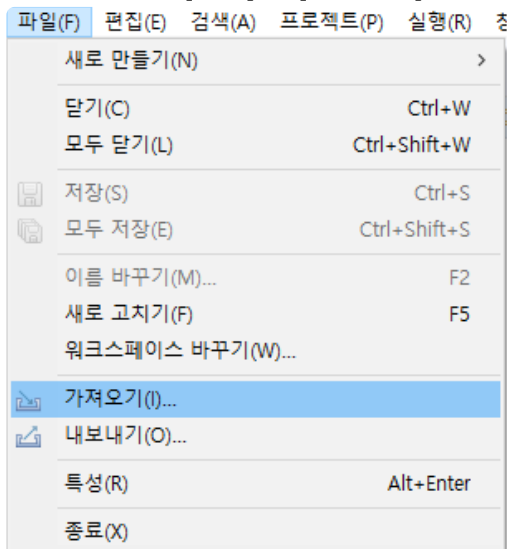 파일(F) 편집(E) 검색(A) 프로젝트(P) 실행(R)
새로 만들기(N) >
닫기(C) Ctrl+W
모두 닫기(L) Ctrl+Shift+W
저장(S) Ctrl+S
모두 저장(E) Ctrl+Shift+S
이름 바꾸기(M)... F2
새로 고치기(F) F5
워크스페이스 바꾸기(W)...
가져오기(I)...
내보내기(O)...
특성(R) Alt+Enter
종료(X)